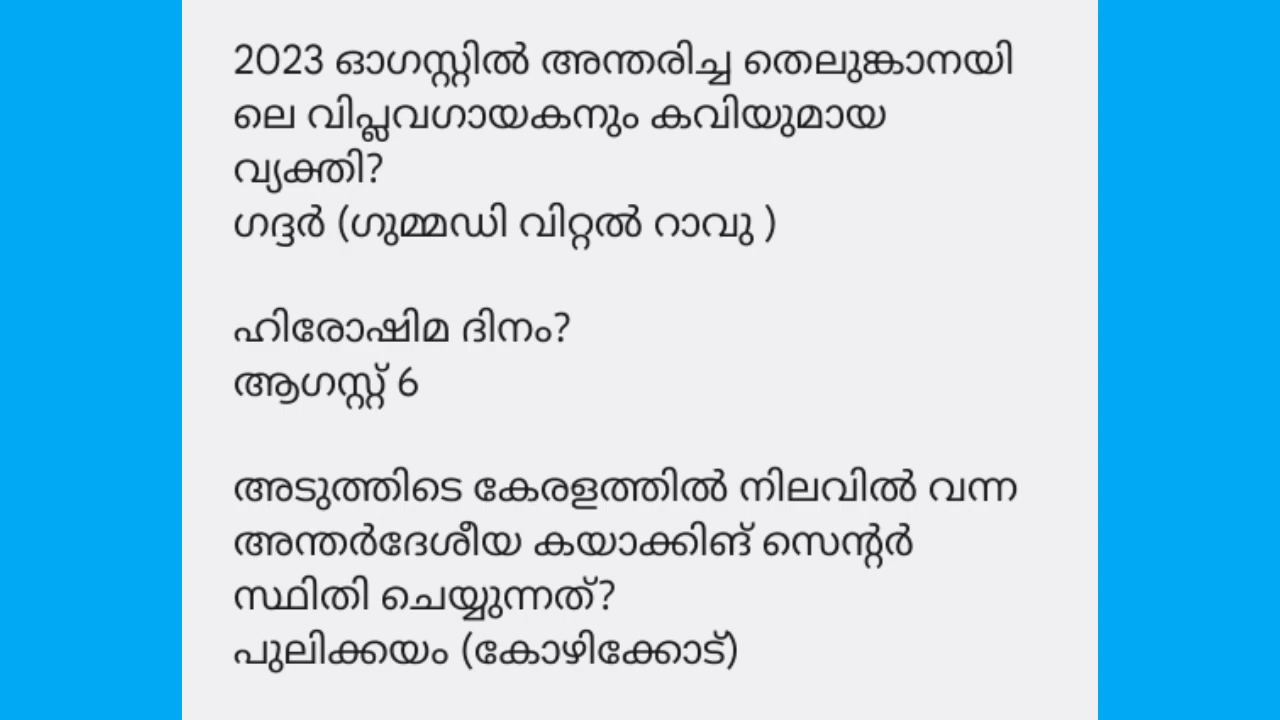 2023 ഓഗസ്റ്റിൽ അന്തരിച്ച തെലുങ്കാനയി
ലെ വിപ്ലവഗായകനും കവിയുമായ
വ്യക്തി?
ഗദ്ദർ (ഗുമ്മഡി വിറ്റൽ റാവു )
ഹിരോഷിമ ദിനം?
ആഗസ്റ്റ് 6
അടുത്തിടെ കേരളത്തിൽ നിലവിൽ വന്ന
അന്തർദേശീയ കയാക്കിങ് സെന്റർ
സ്ഥിതി ചെയ്യുന്നത്?
പുലിക്കയം (കോഴിക്കോട്)